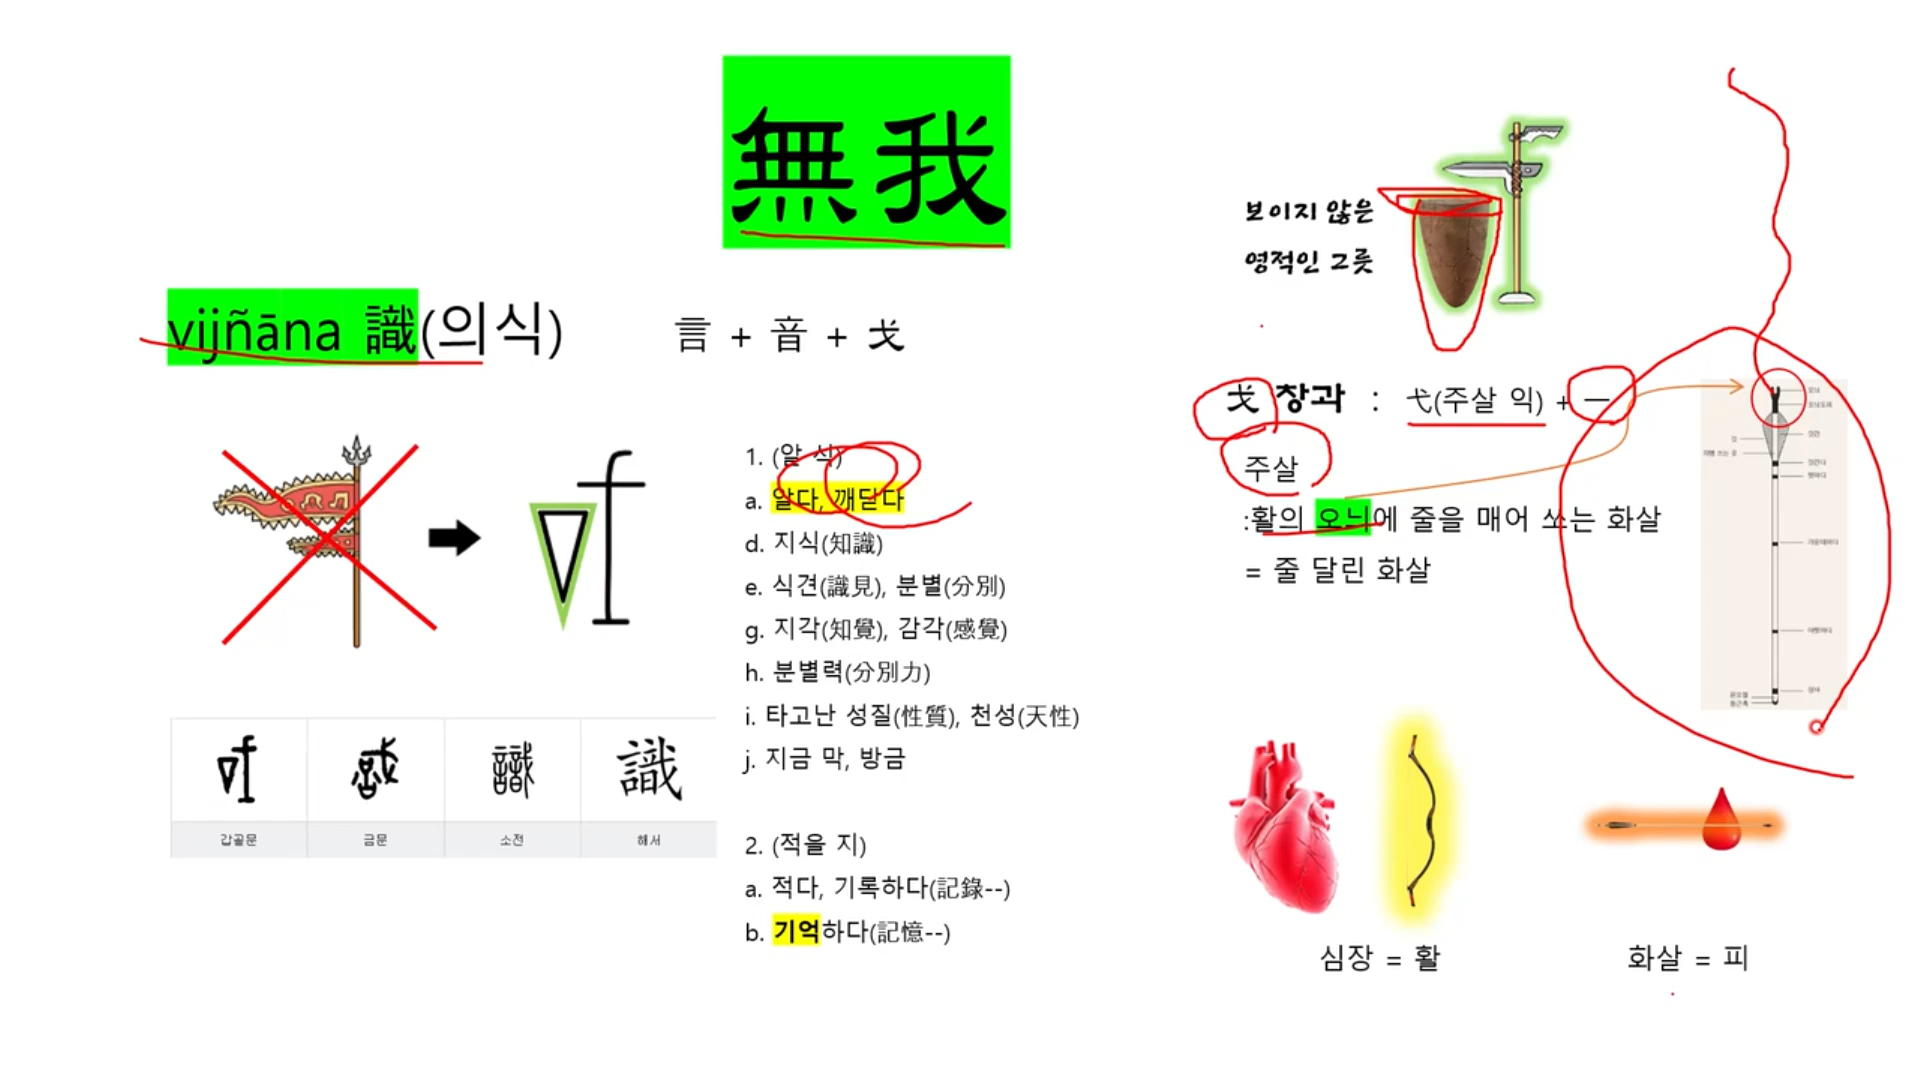 無我
vijñāna 識(의식)
言 + 音 + 戈
1. (알 식)
a. 알다, 깨닫다
d. 지식(知識)
e. 식견(識見), 분별(分別)
g. 지각(知覺), 감각(感覺)
h. 분별력(分別力)
i. 타고난 성질(性質), 천성(天性)
j. 지금 막, 방금
2. (적을 지)
a. 적다, 기록하다(記錄--)
b. 기억하다(記憶--)
識
갑골문 금문 소전 해서
보이지 않은
영적인 그릇
戈 창과 : 弋(주살 익) + 一
주살
:활의 오늬에 줄을 매어 쏘는 화살
= 줄 달린 화살
심장 = 활
화살 = 피